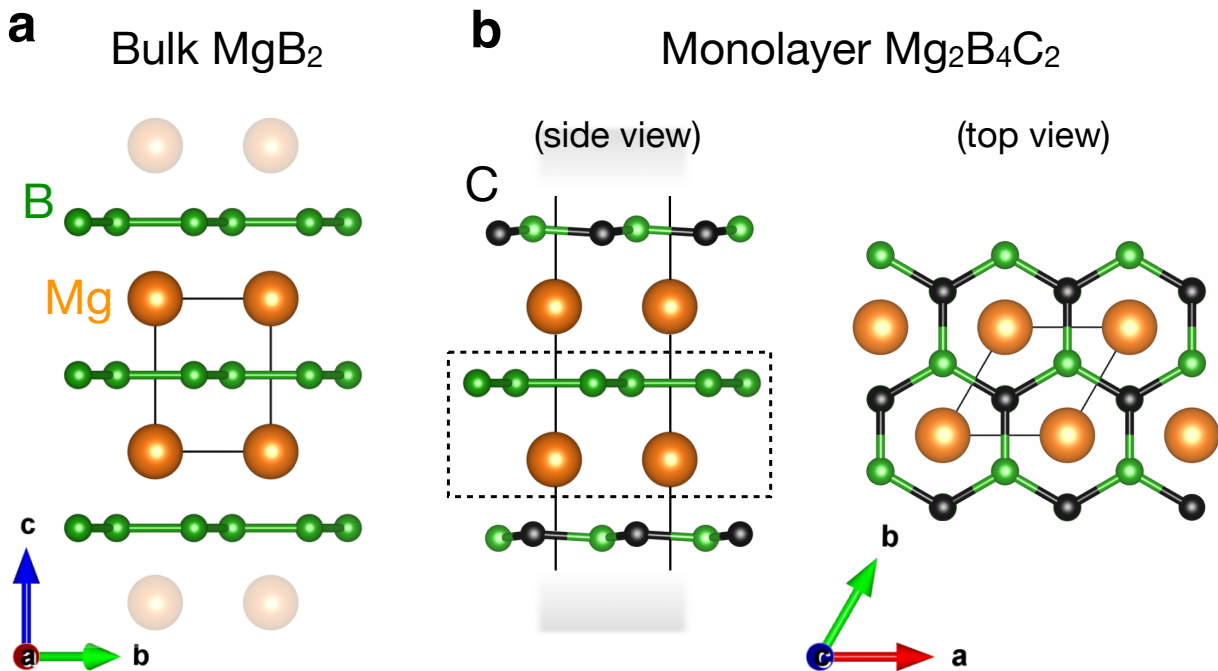 a
Bulk MgB₂
b
Monolayer Mg₂B₄C₂
(side view)
(top view)
C
B
Mg
c
a
b
b
c
a